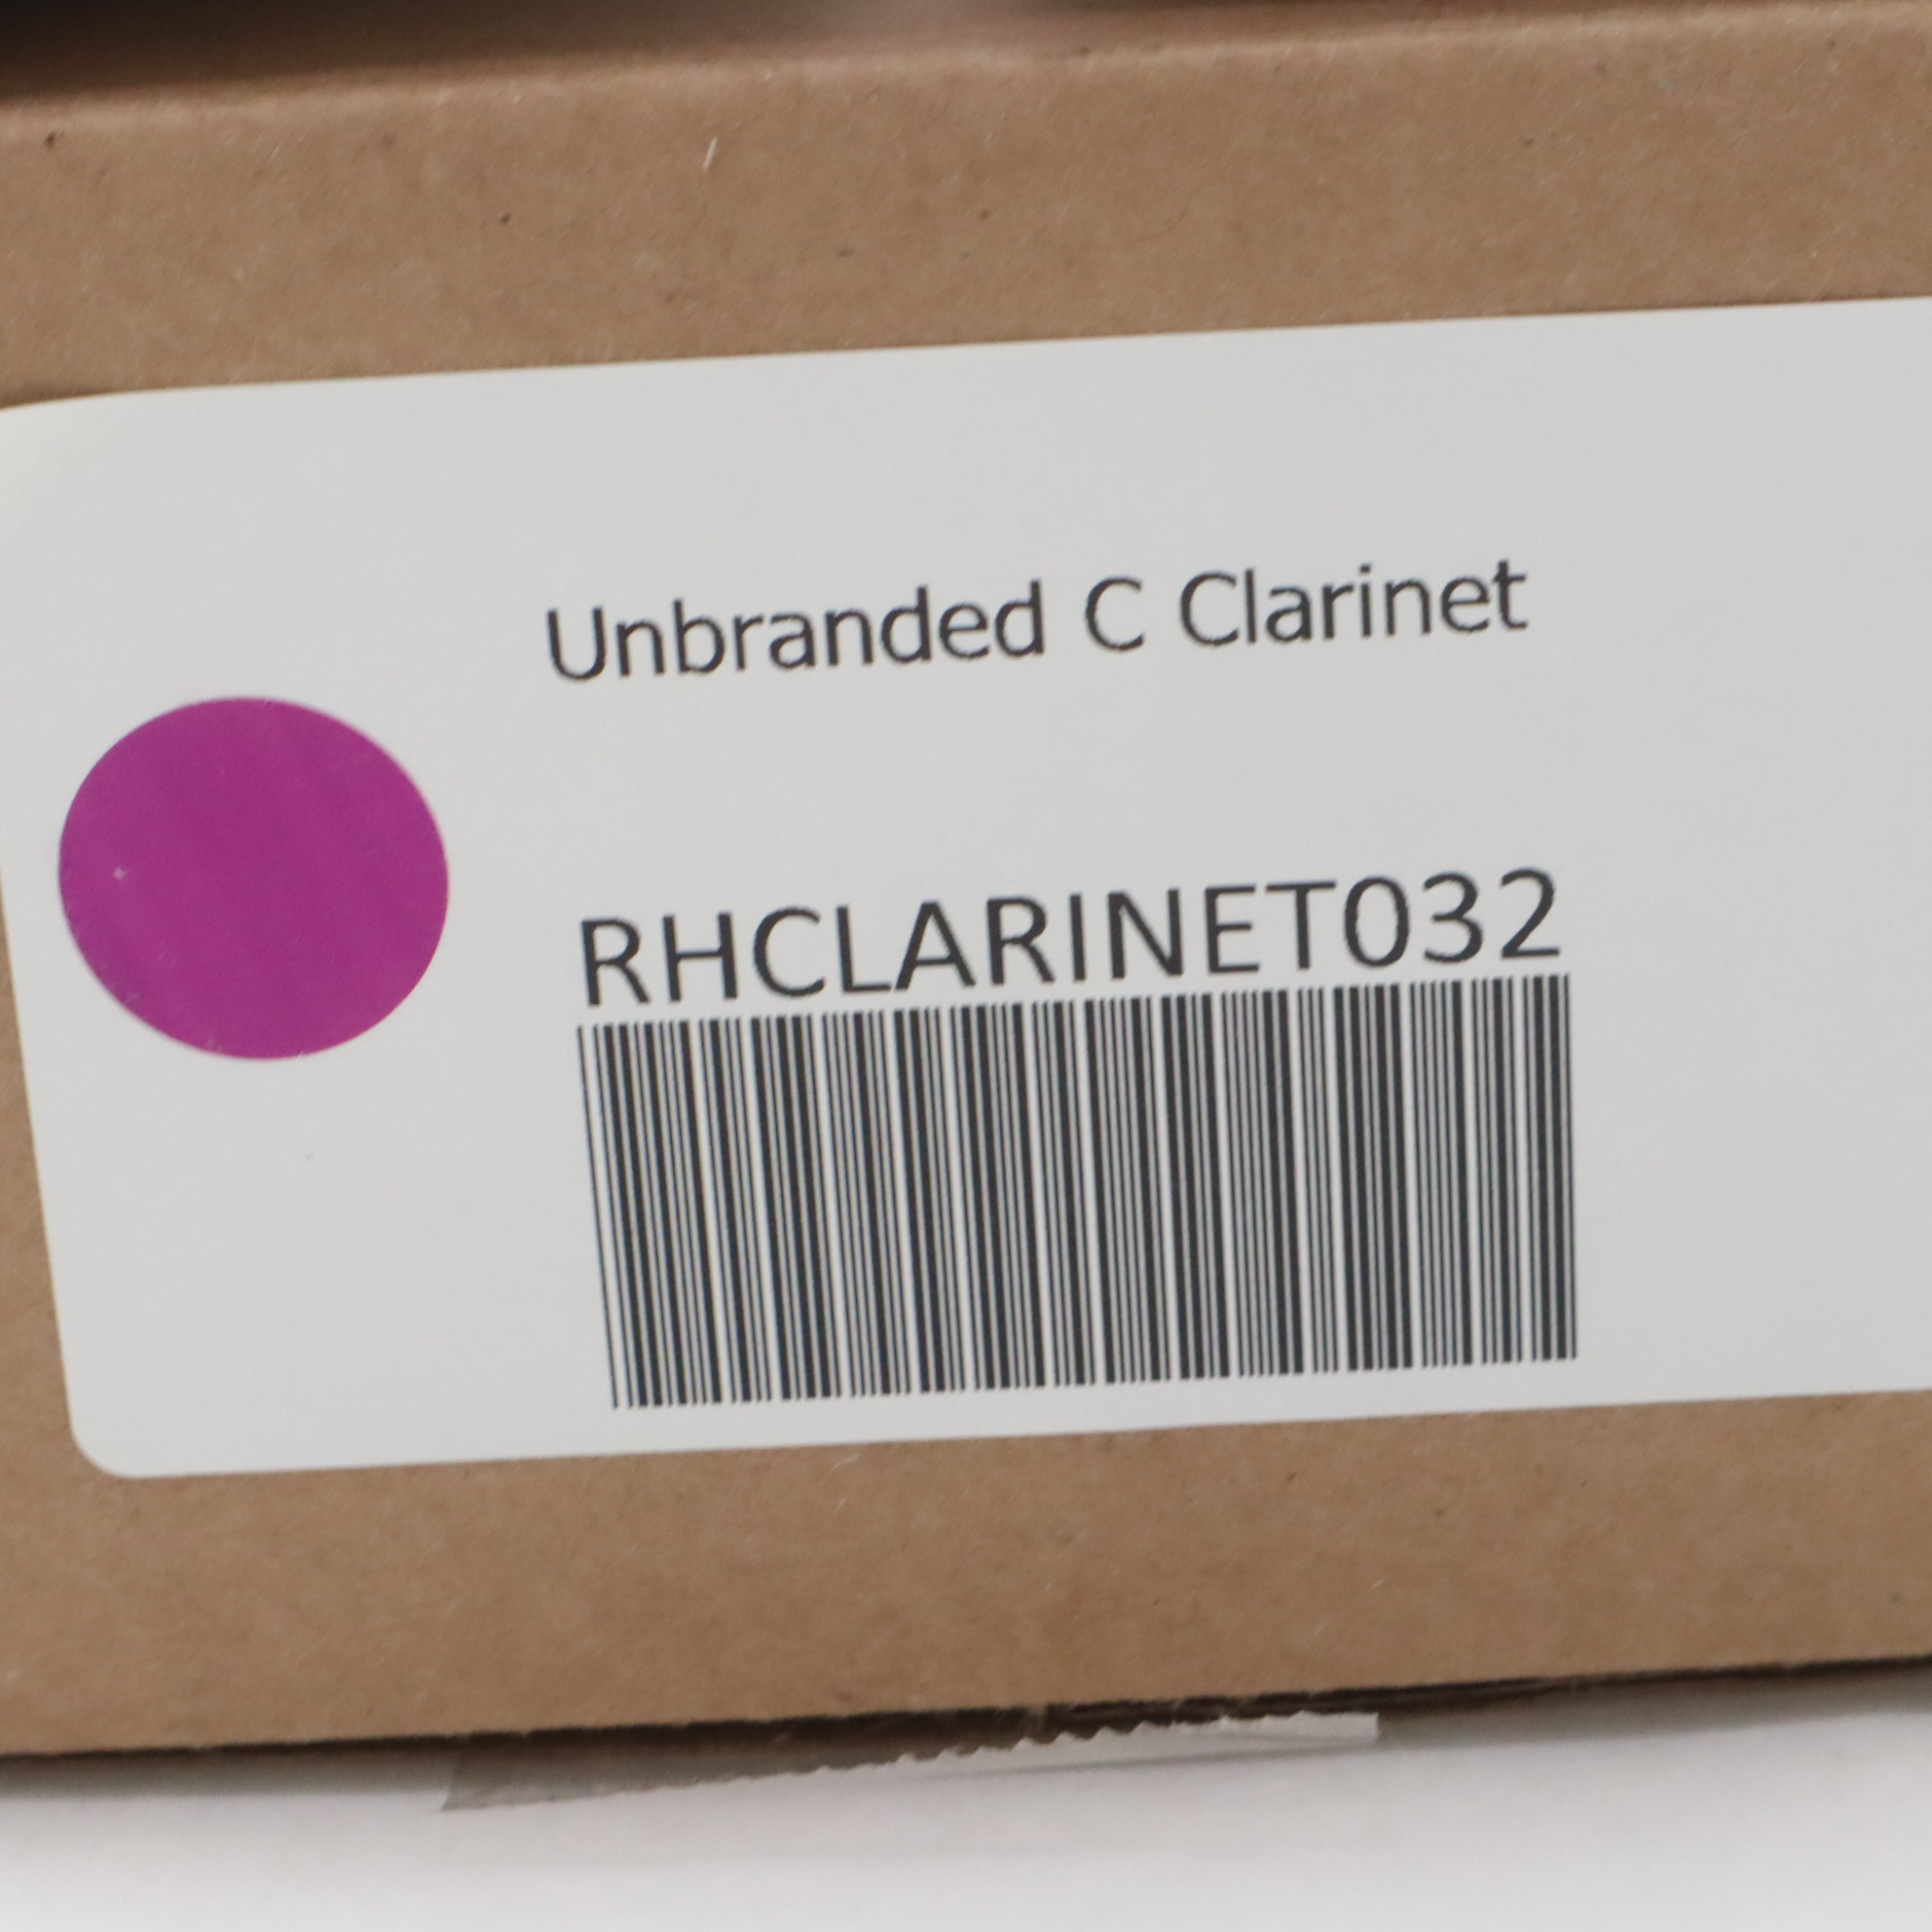 Unbranded C Clarinet
RHCLARINET032